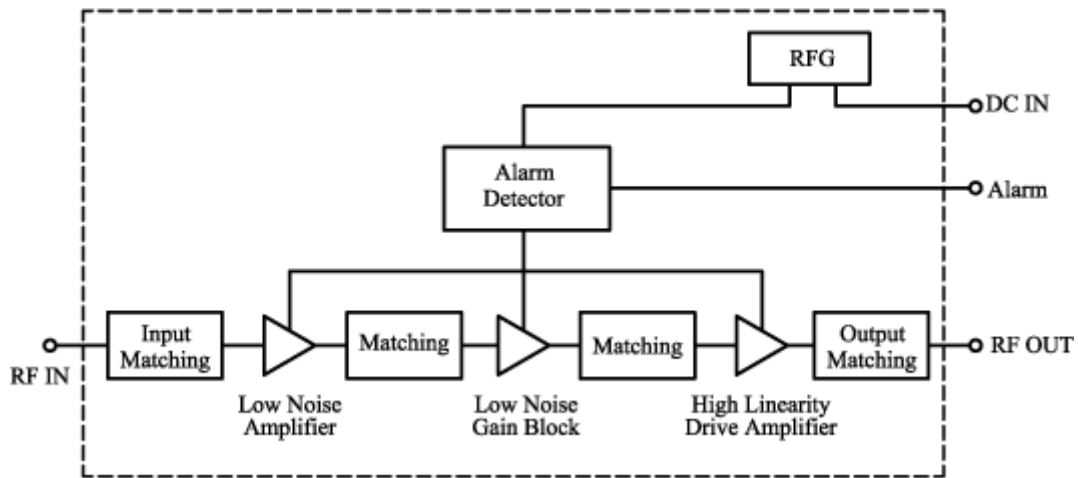 RFG
DC IN
Alarm
Detector
Alarm
Input
Matching
Matching
Matching
Output
Matching
RF IN
RF OUT
Low Noise
Amplifier
Low Noise
Gain Block
High Linearity
Drive Amplifier